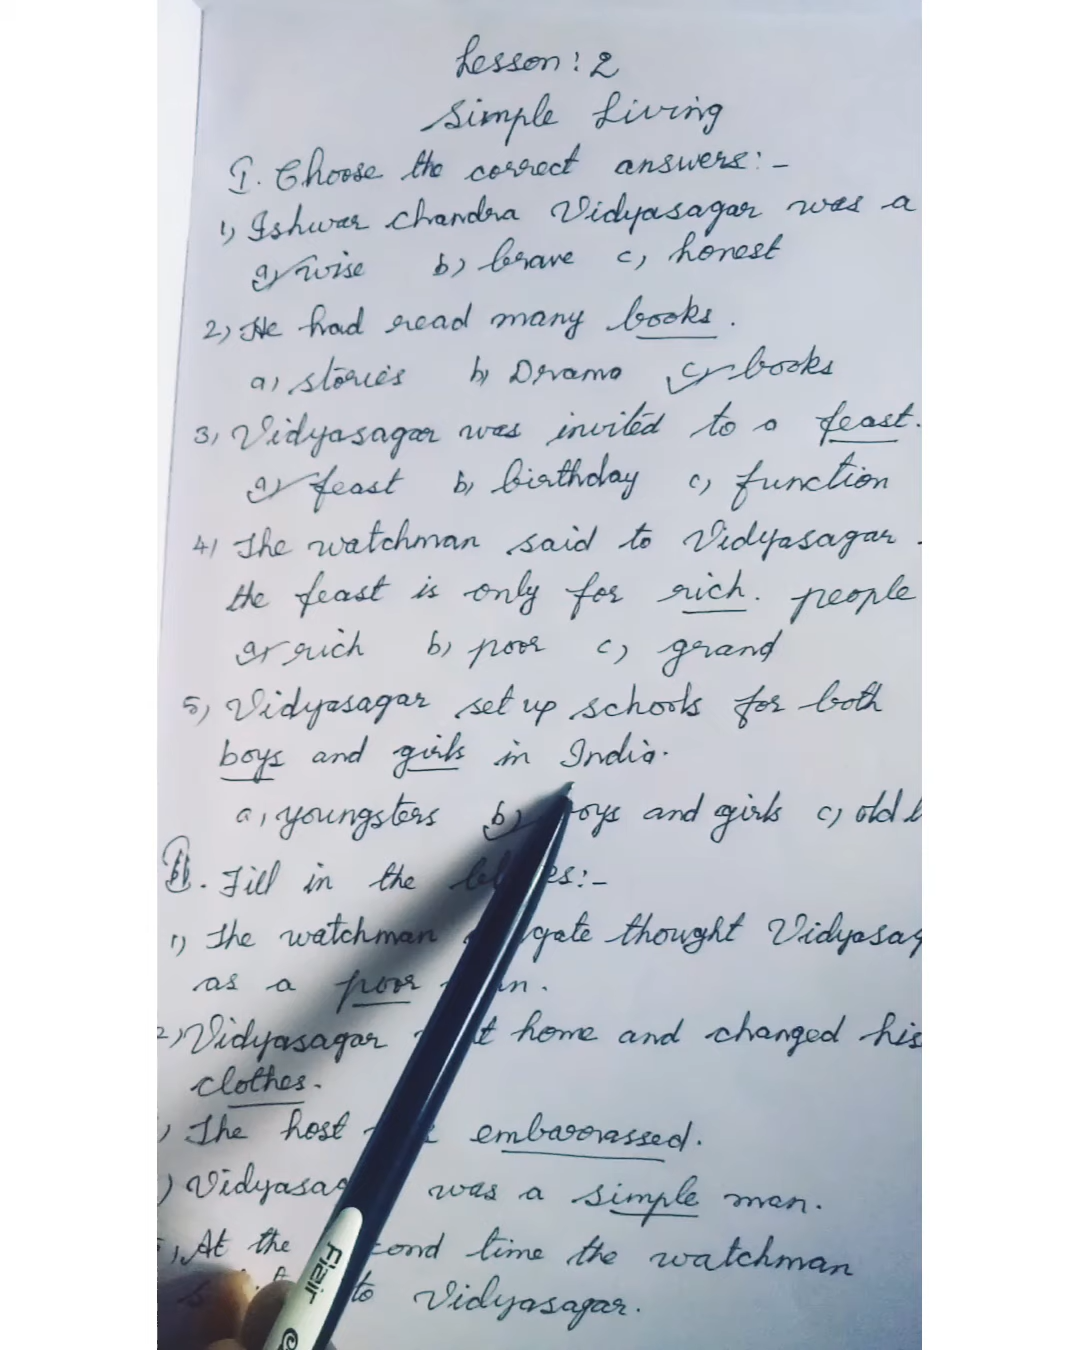 Lesson: 2
Simple Living
I. Choose the correct answers:-
1) Ishwar chandra Vidyasagar was a
a) wise b) brave c) honest
2) He had read many books.
a) stories b) Drama c) books
3) Vidyasagar was invited to a feast.
a) feast b) birthday c) function
4) The watchman said to Vidyasagar.
the feast is only for rich. people
a) rich b) poor c) grand
5) Vidyasagar set up schools for both
boys and girls in India.
a) youngsters b) boys and girls c) old
II. Fill in the :-
1) The watchman gate thought Vidyasag
as a poor
2) Vidyasagar home and changed his
clothes.
) The host embarrassed.
) Vidyasag was a simple man.
) At the time the watchman
to Vidyasagar.
Flair